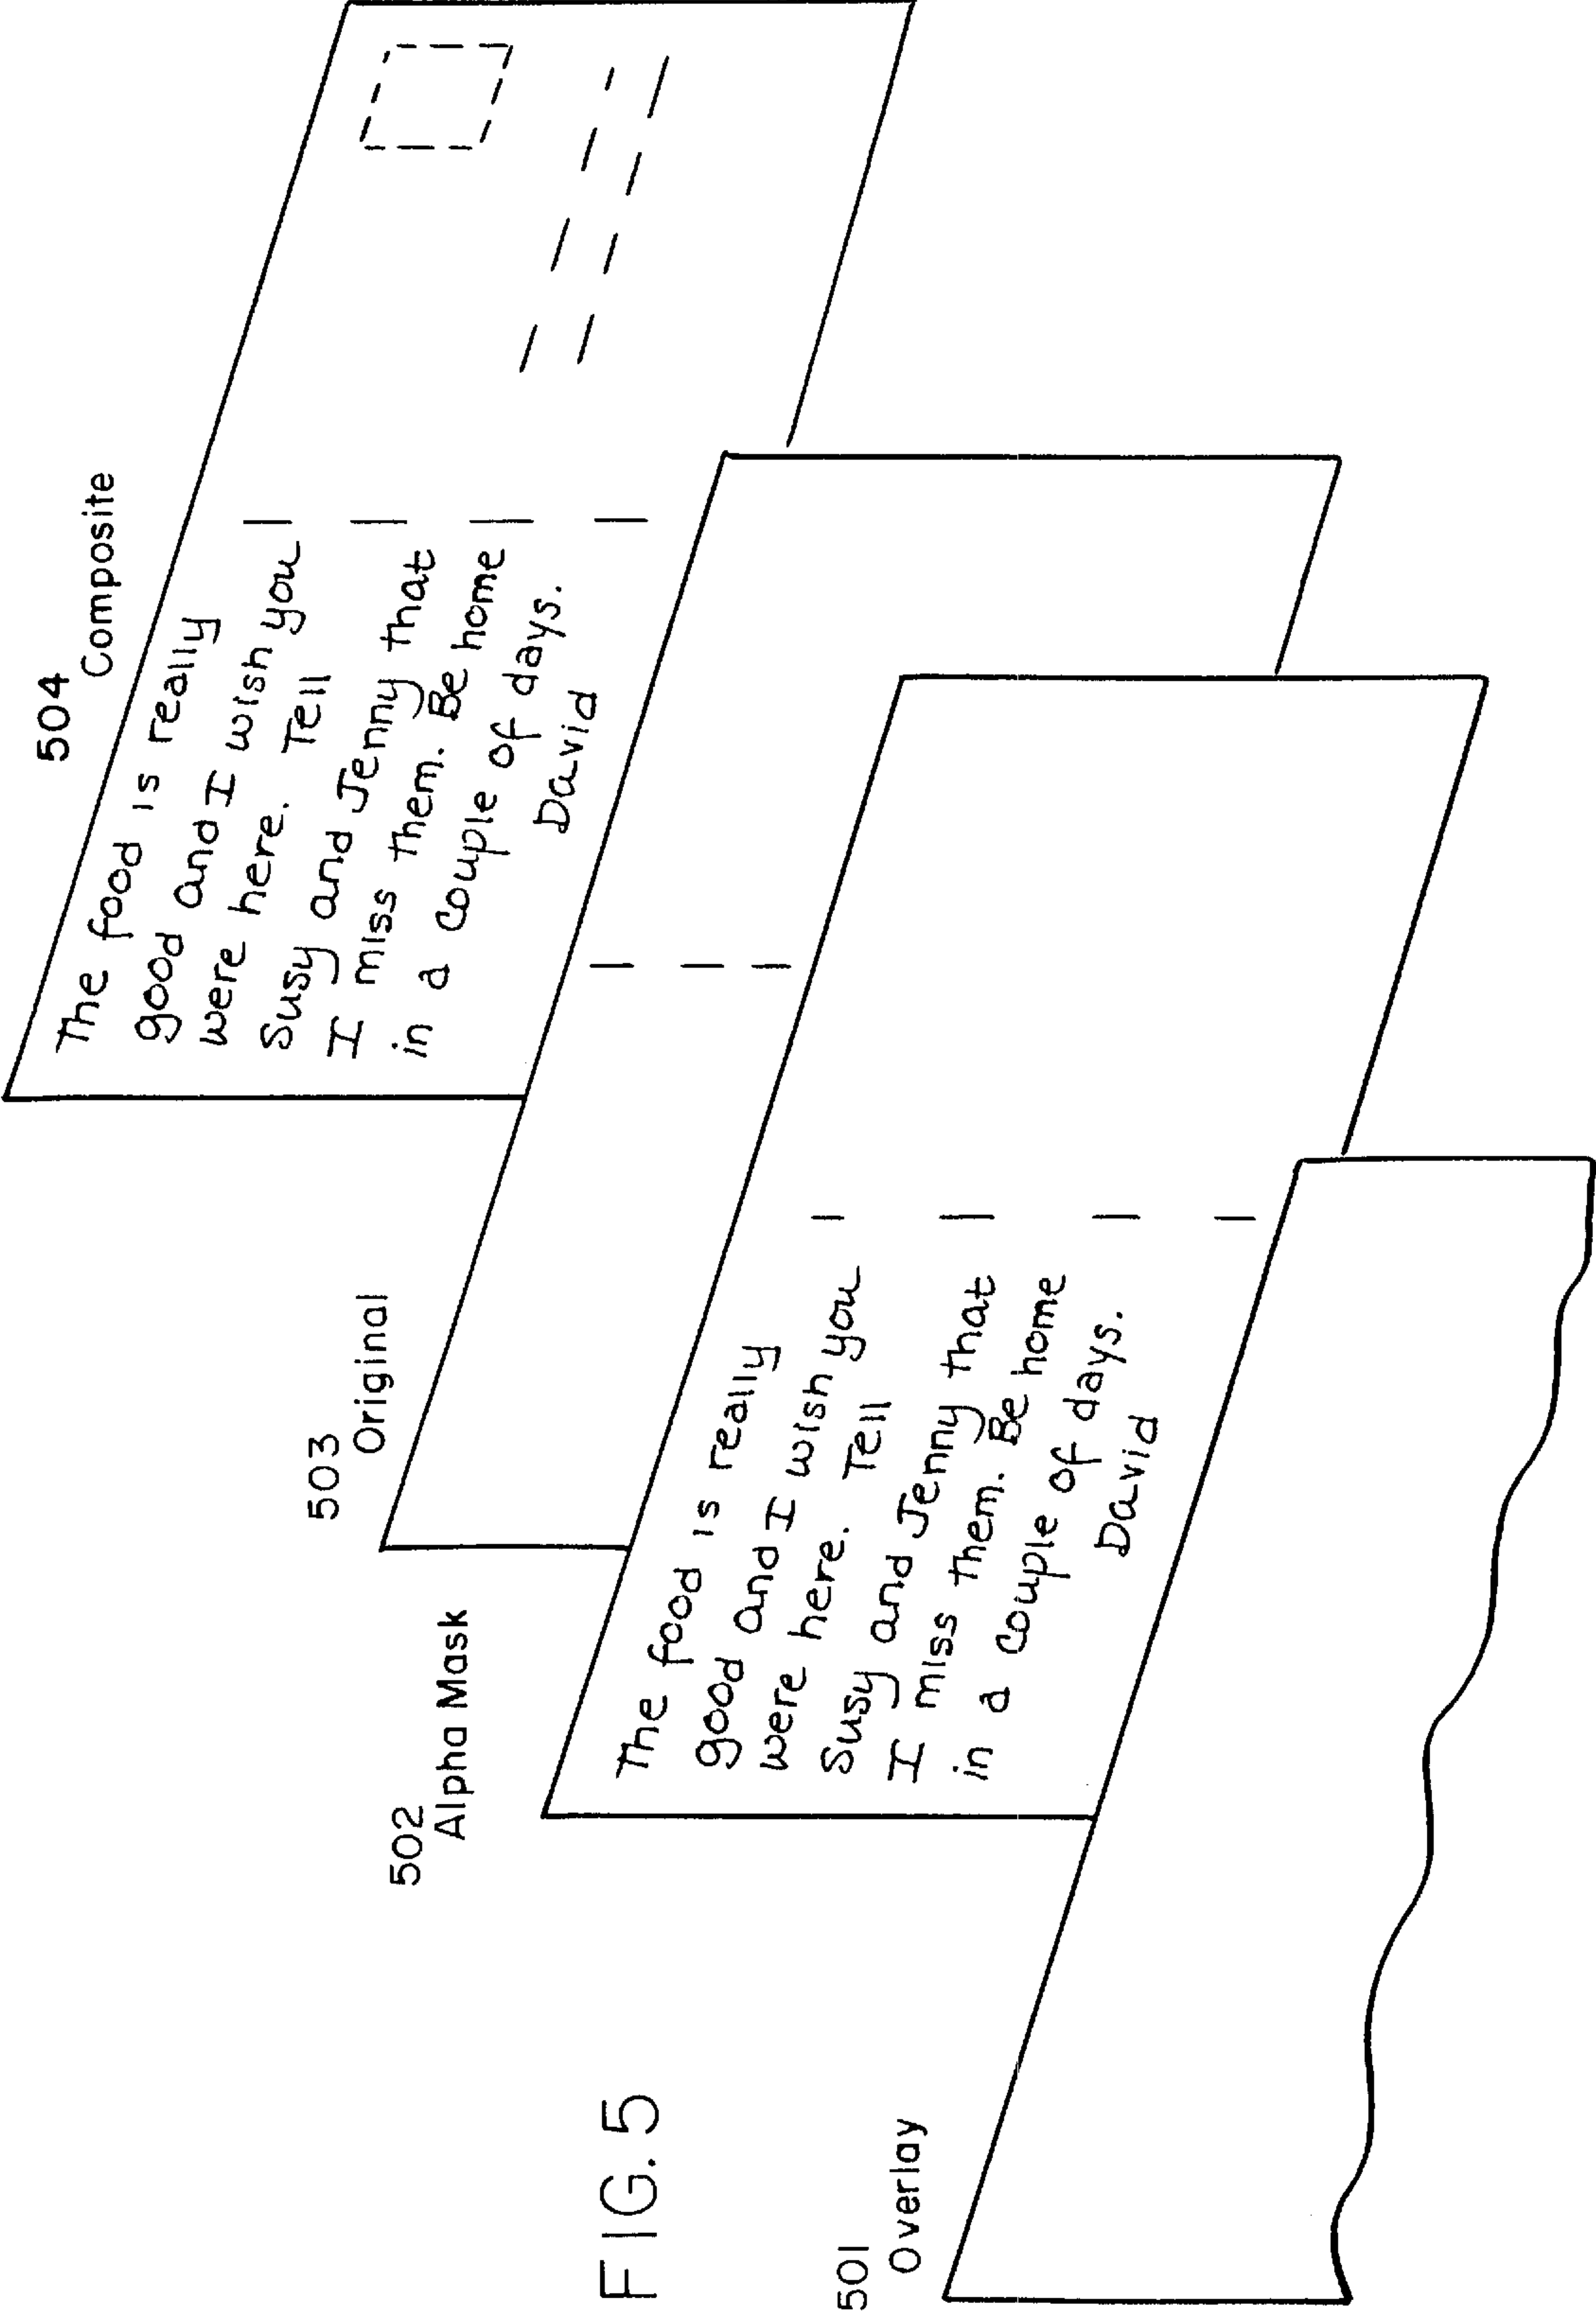 FIG. 5
501
Overlay
502
Alpha Mask
The food is really
good and I wish you
were here. Tell
Susy and Jenny that
I miss them. Be home
in a couple of days.
David
503
Original
504
Composite
The food is really
good and I wish you
were here. Tell
Susy and Jenny that
I miss them. Be home
in a couple of days.
David